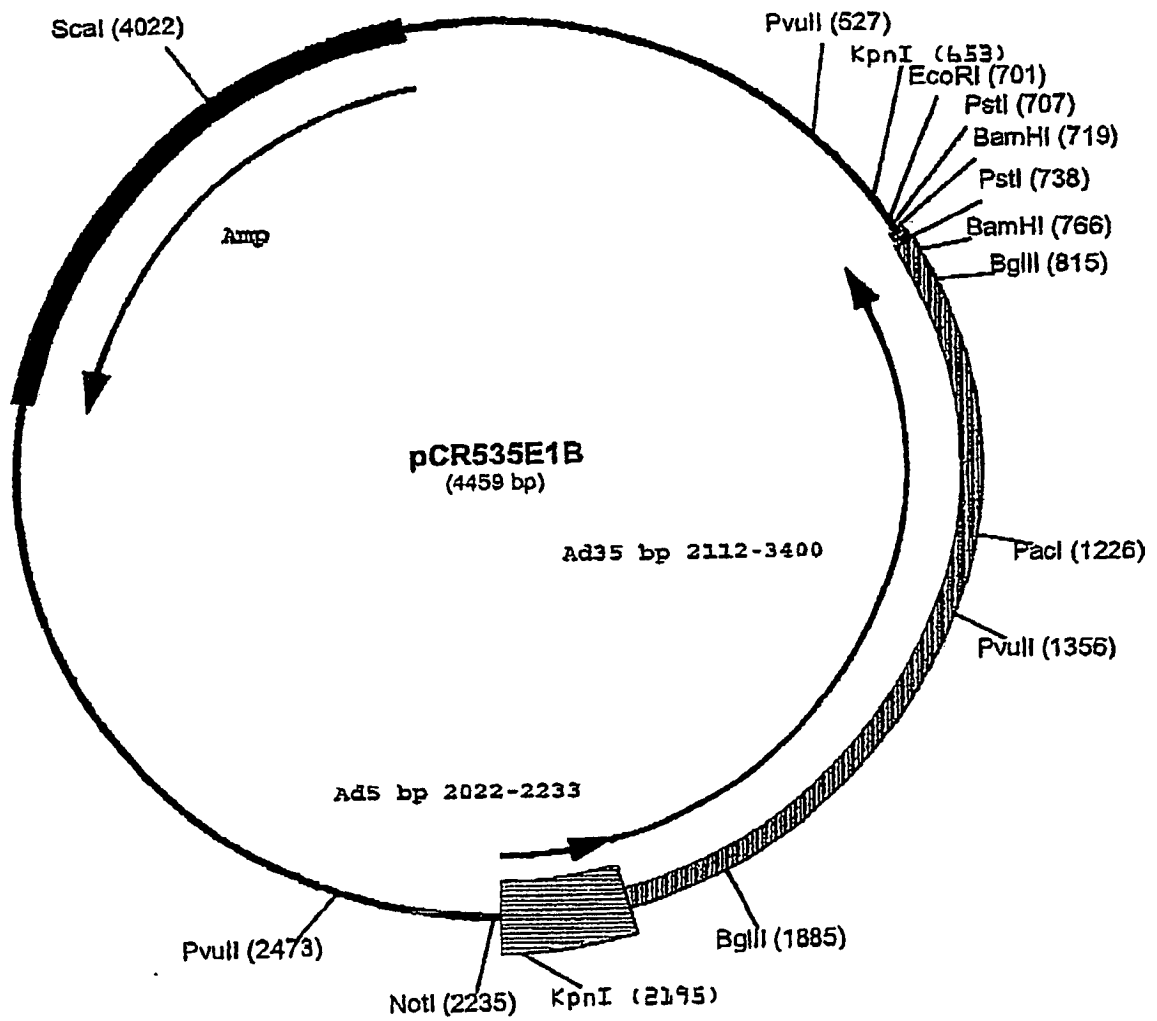 ScaI (4022)
PvuII (527)
KpnI (653)
EcoRI (701)
PstI (707)
BamHI (719)
PstI (738)
BamHI (766)
BglII (815)
Amp
pCR535E1B
(4459 bp)
Ad35 bp 2112-3400
PacI (1226)
PvuII (1356)
Ad5 bp 2022-2233
BglII (1885)
PvuII (2473)
NotI (2235)
KpnI (2195)